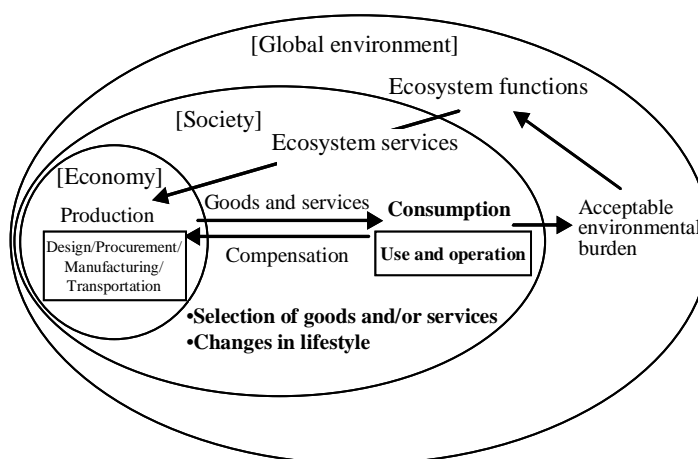 [Global environment]
Ecosystem functions
[Society]
Ecosystem services
[Economy]
Goods and services
Production
Consumption
Acceptable
environmental
burden
Design/Procurement/
Manufacturing/
Transportation
Compensation
Use and operation
•Selection of goods and/or services
•Changes in lifestyle